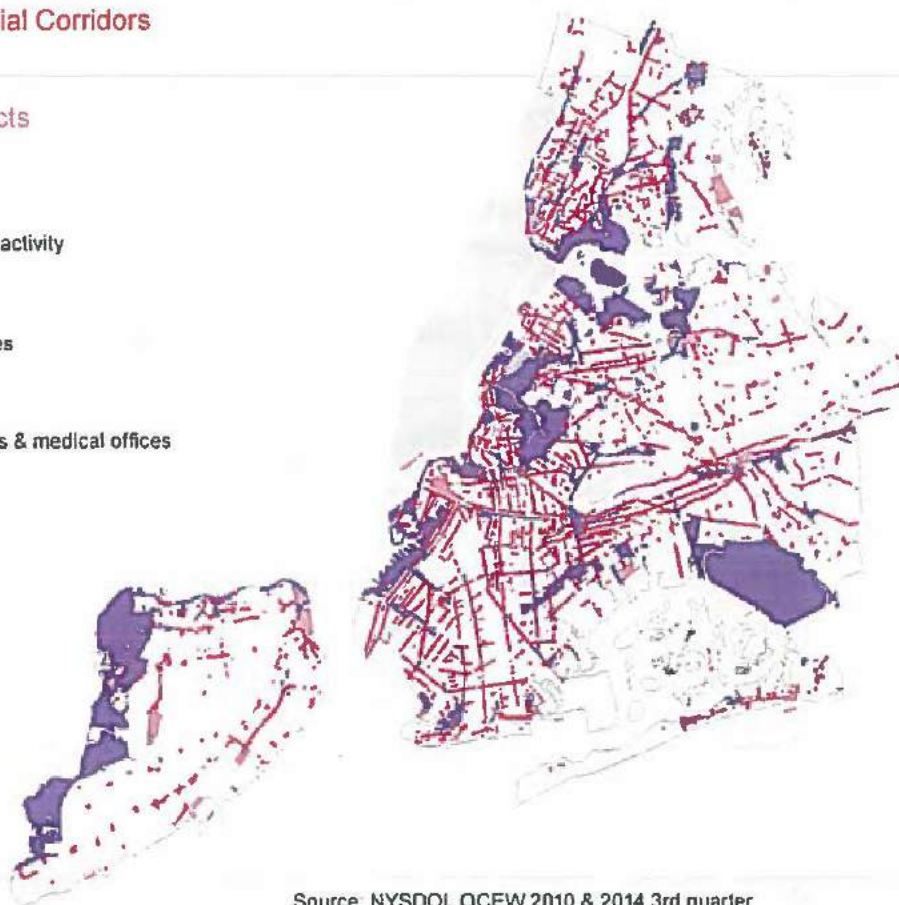 ial Corridors
cts
activity
es
s & medical offices
Source: NYSDOL QCEW 2010 & 2014 3rd quarter